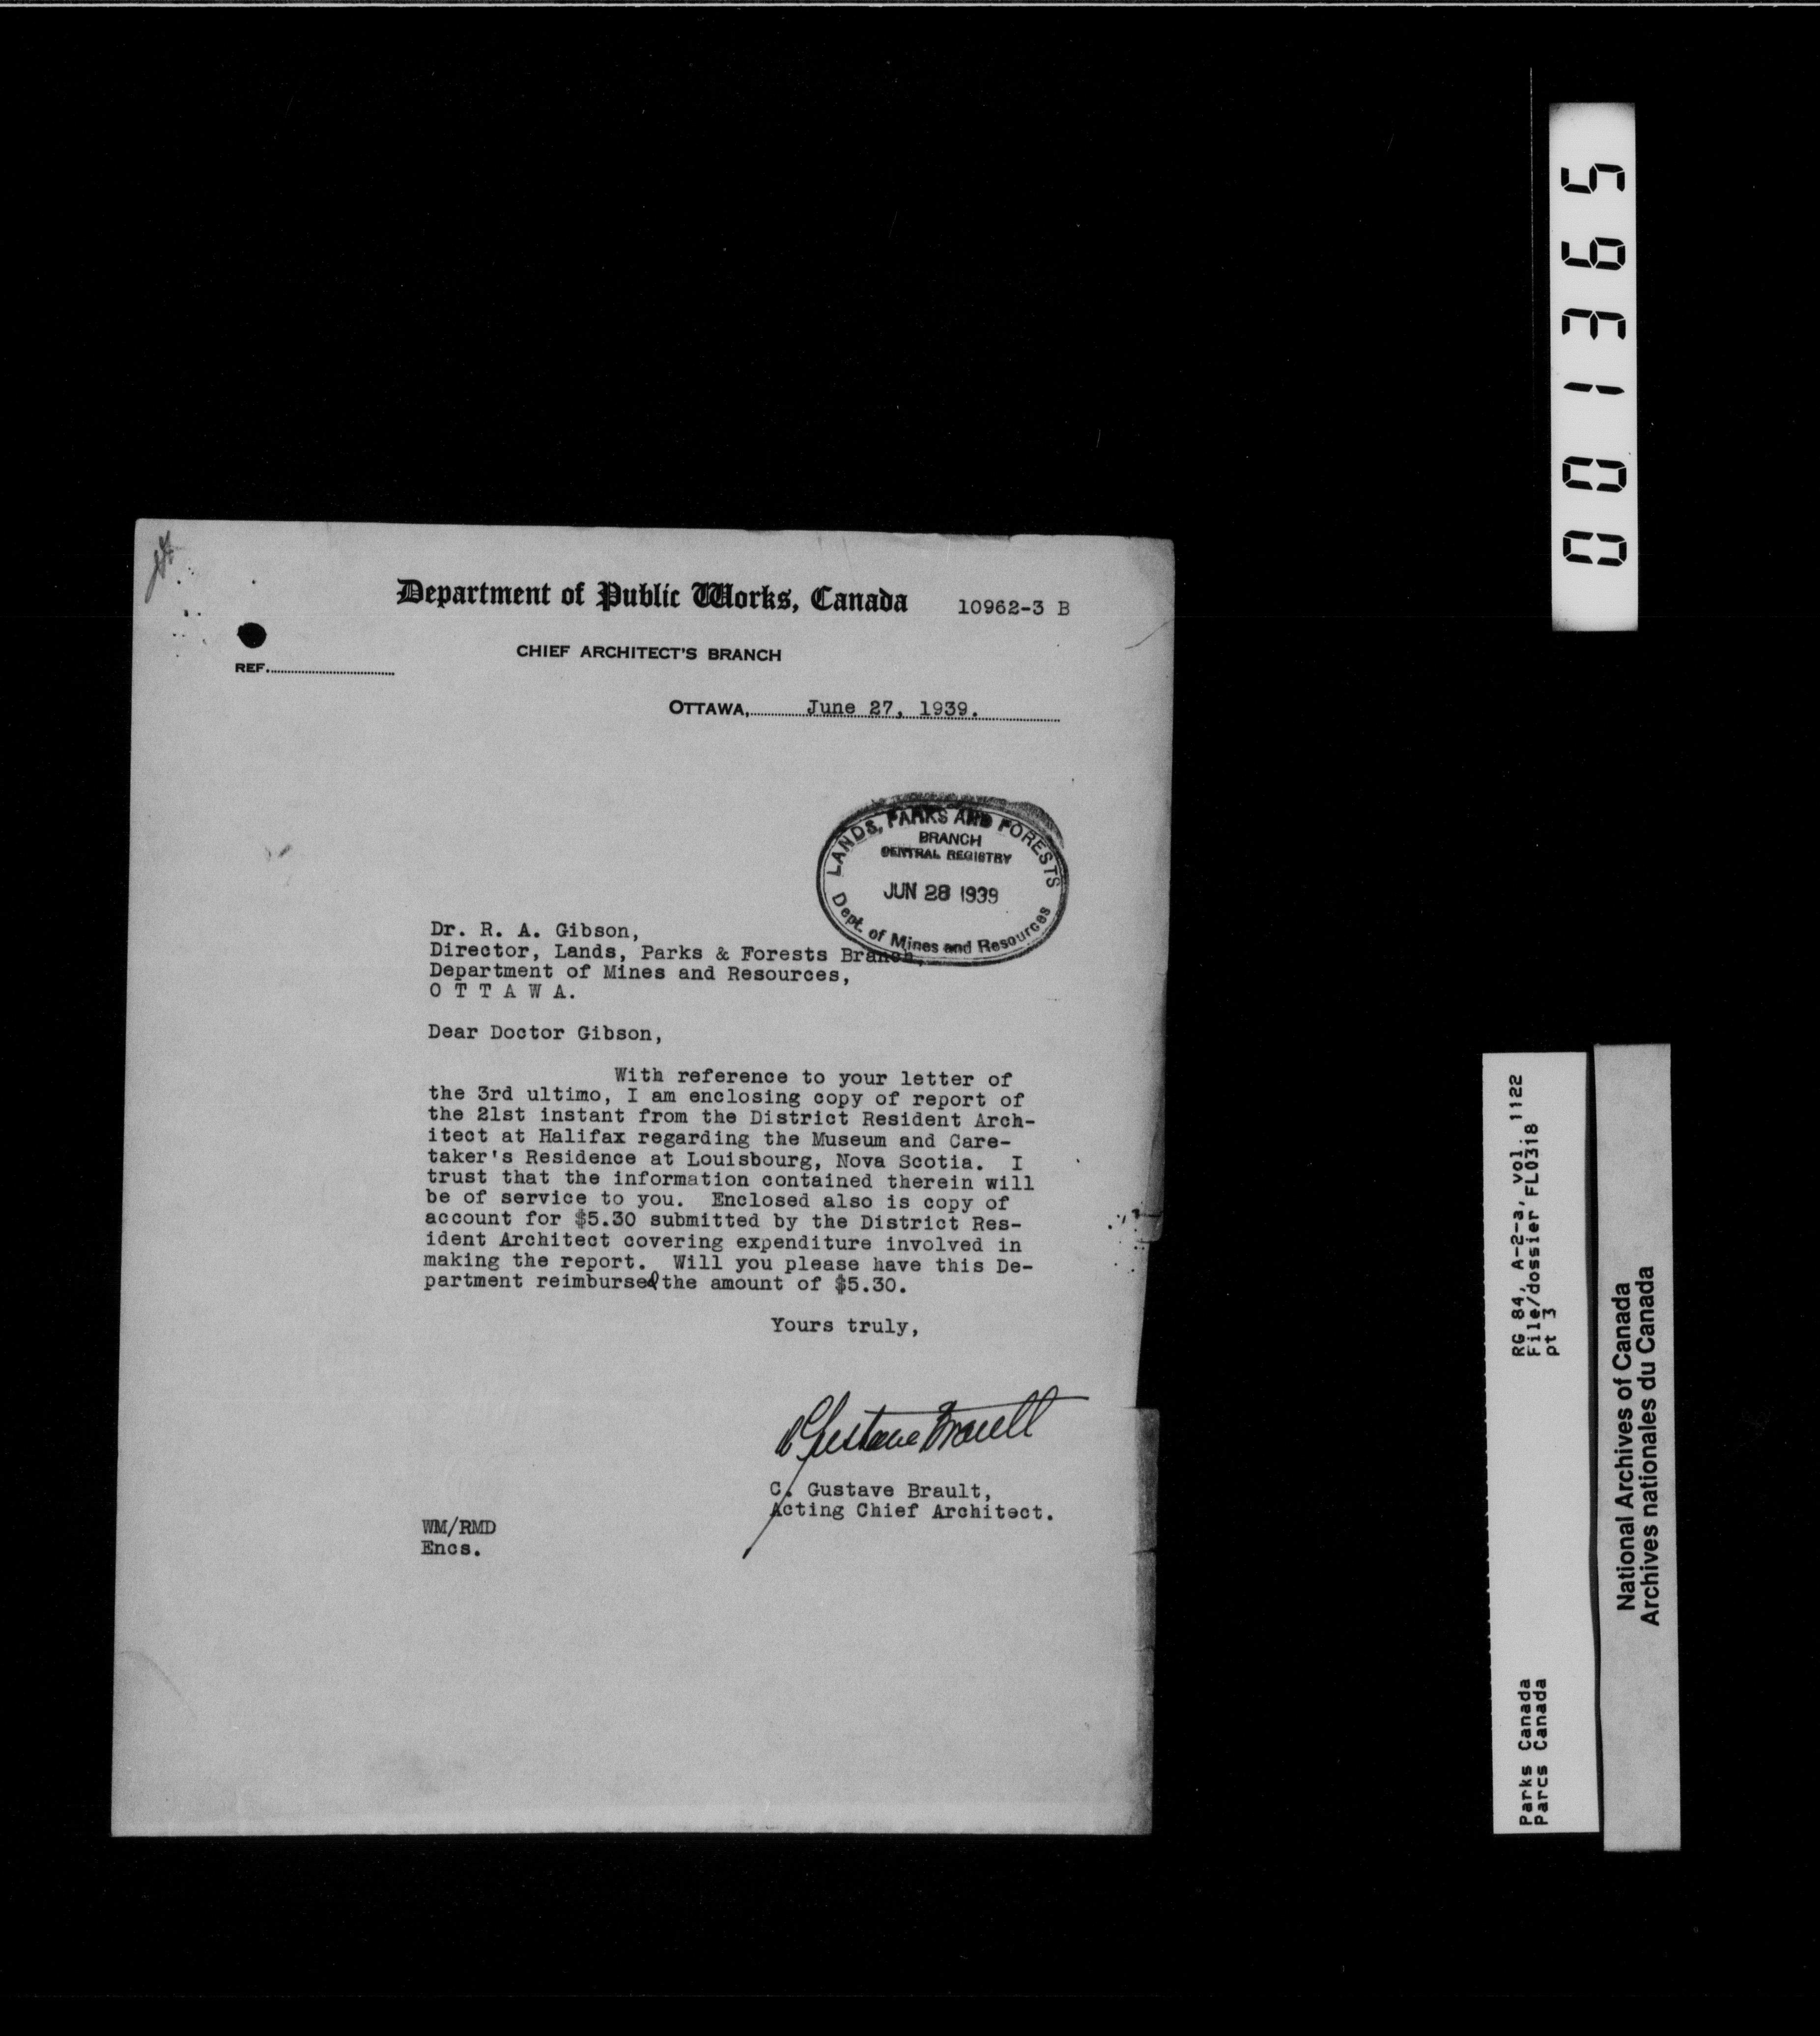 Department of Public Works, Canada
10962-3 B
CHIEF ARCHITECT'S BRANCH
REF.
OTTAWA, June 27, 1939.
LANDS, PARKS AND FORESTS
BRANCH
CENTRAL REGISTRY
JUN 28 1939
Dept. of Mines and Resources
Dr. R. A. Gibson,
Director, Lands, Parks & Forests Branch,
Department of Mines and Resources,
O T T A W A.
Dear Doctor Gibson,
With reference to your letter of
the 3rd ultimo, I am enclosing copy of report of
the 21st instant from the District Resident Arch-
itect at Halifax regarding the Museum and Care-
taker's Residence at Louisbourg, Nova Scotia. I
trust that the information contained therein will
be of service to you. Enclosed also is copy of
account for $5.30 submitted by the District Res-
ident Architect covering expenditure involved in
making the report. Will you please have this De-
partment reimbursed the amount of $5.30.
Yours truly,
C Gustave Brault
C. Gustave Brault,
Acting Chief Architect.
WM/RMD
Encs.
001365
RG 84, A-2-a, vol. 1122
File/dossier FLO318
pt 3
Parks Canada
Parcs Canada
National Archives of Canada
Archives nationales du Canada